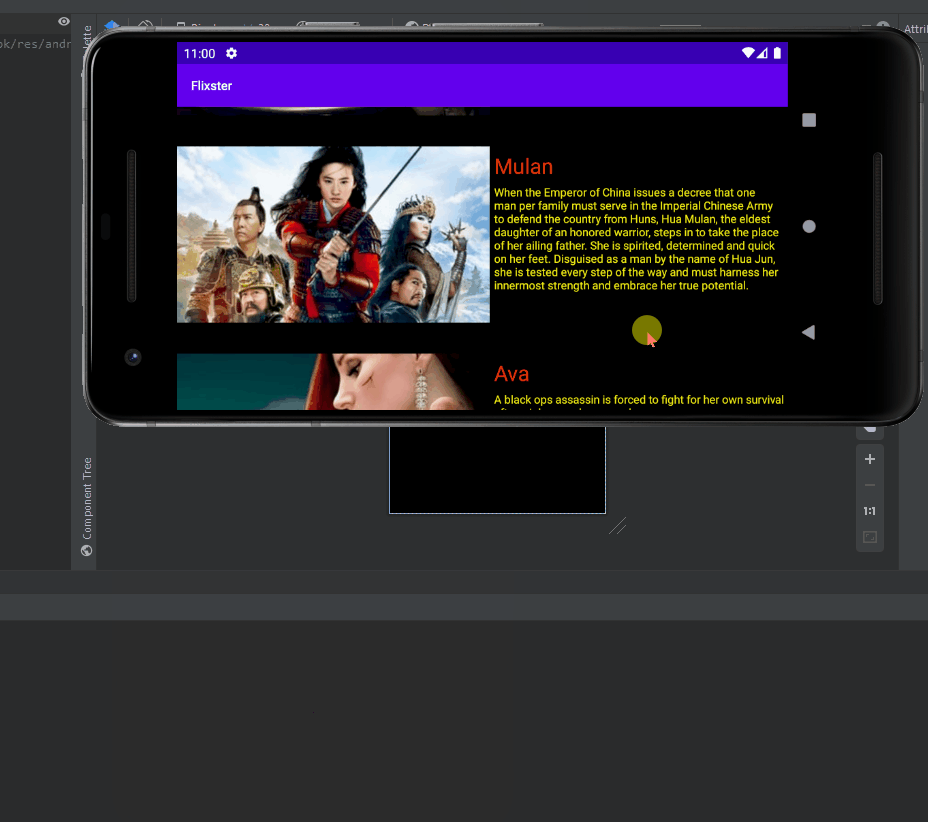 ok/res/andr
Attri
11:00
Flixster
Mulan
When the Emperor of China issues a decree that one
man per family must serve in the Imperial Chinese Army
to defend the country from Huns, Hua Mulan, the eldest
daughter of an honored warrior, steps in to take the place
of her ailing father. She is spirited, determined and quick
on her feet. Disguised as a man by the name of Hua Jun,
she is tested every step of the way and must harness her
innermost strength and embrace her true potential.
Ava
A black ops assassin is forced to fight for her own survival
Component Tree
1:1